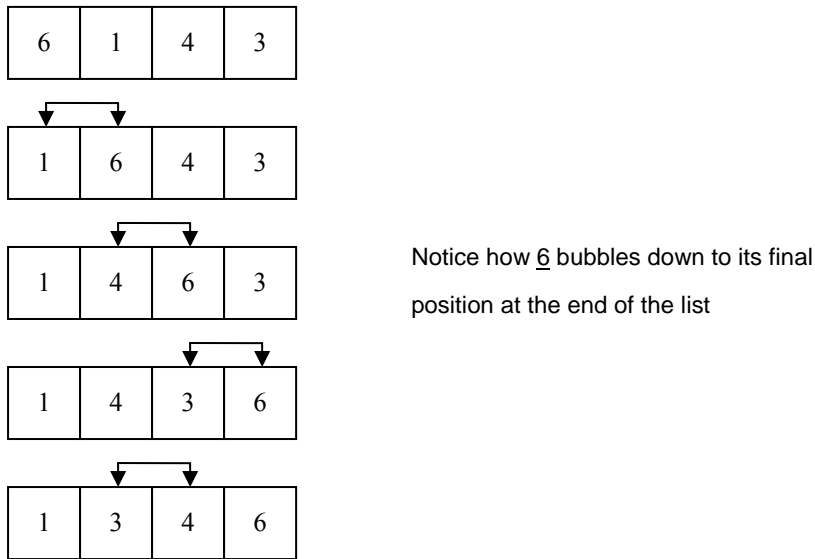 6 1 4 3
1 6 4 3
1 4 6 3
Notice how 6 bubbles down to its final
position at the end of the list
1 4 3 6
1 3 4 6